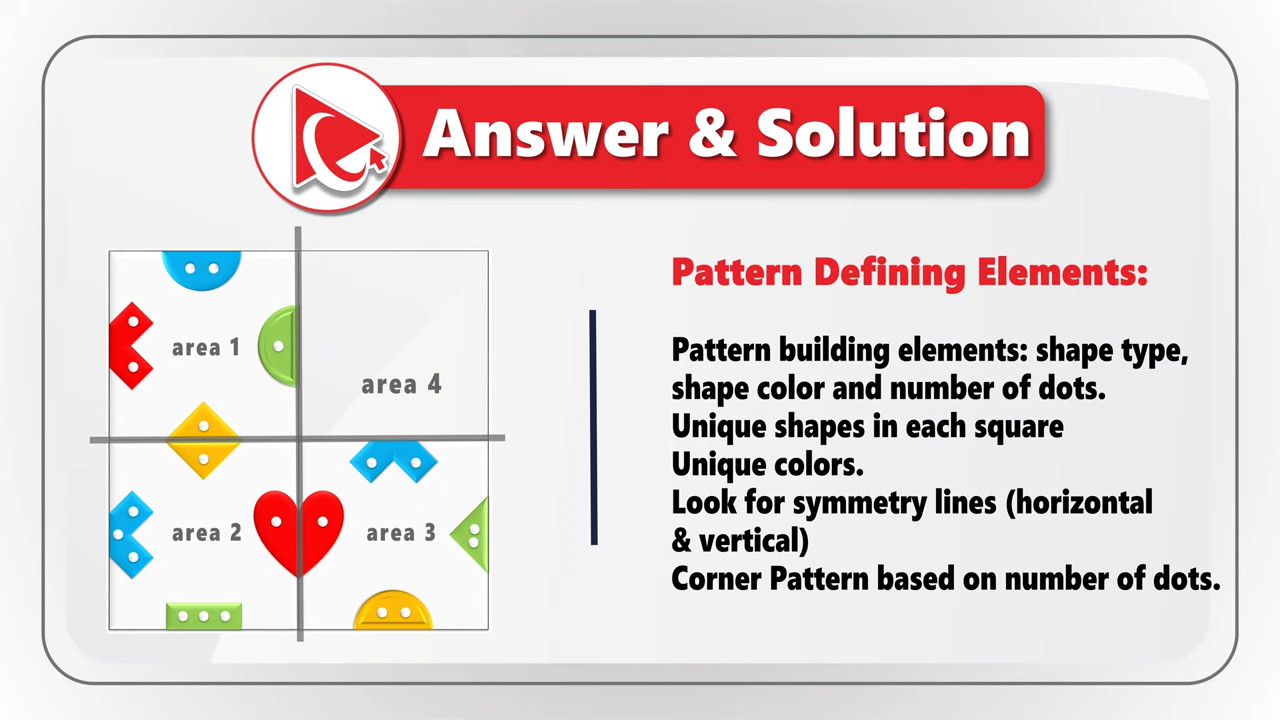 Answer & Solution
Pattern Defining Elements:
area 1
area 4
area 2
area 3
Pattern building elements: shape type,
shape color and number of dots.
Unique shapes in each square
Unique colors.
Look for symmetry lines (horizontal
& vertical)
Corner Pattern based on number of dots.